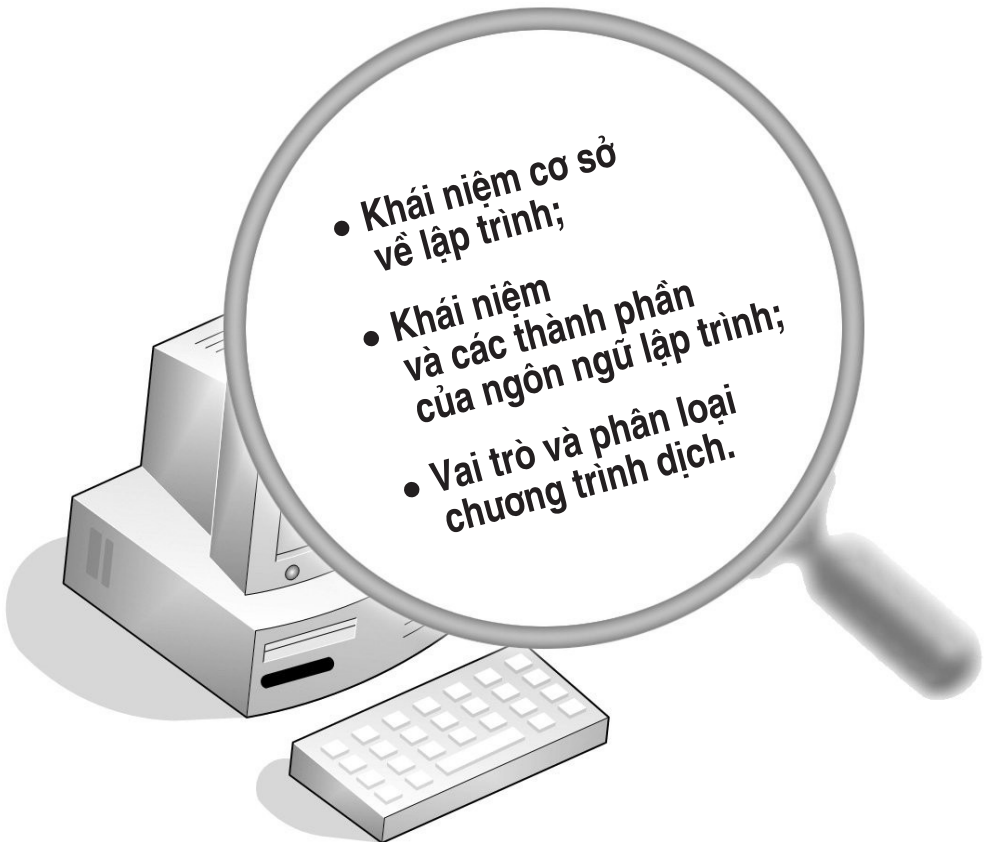 • Khái niệm cơ sở
về lập trình;
• Khái niệm
và các thành phần
của ngôn ngữ lập trình;
• Vai trò và phân loại
chương trình dịch.